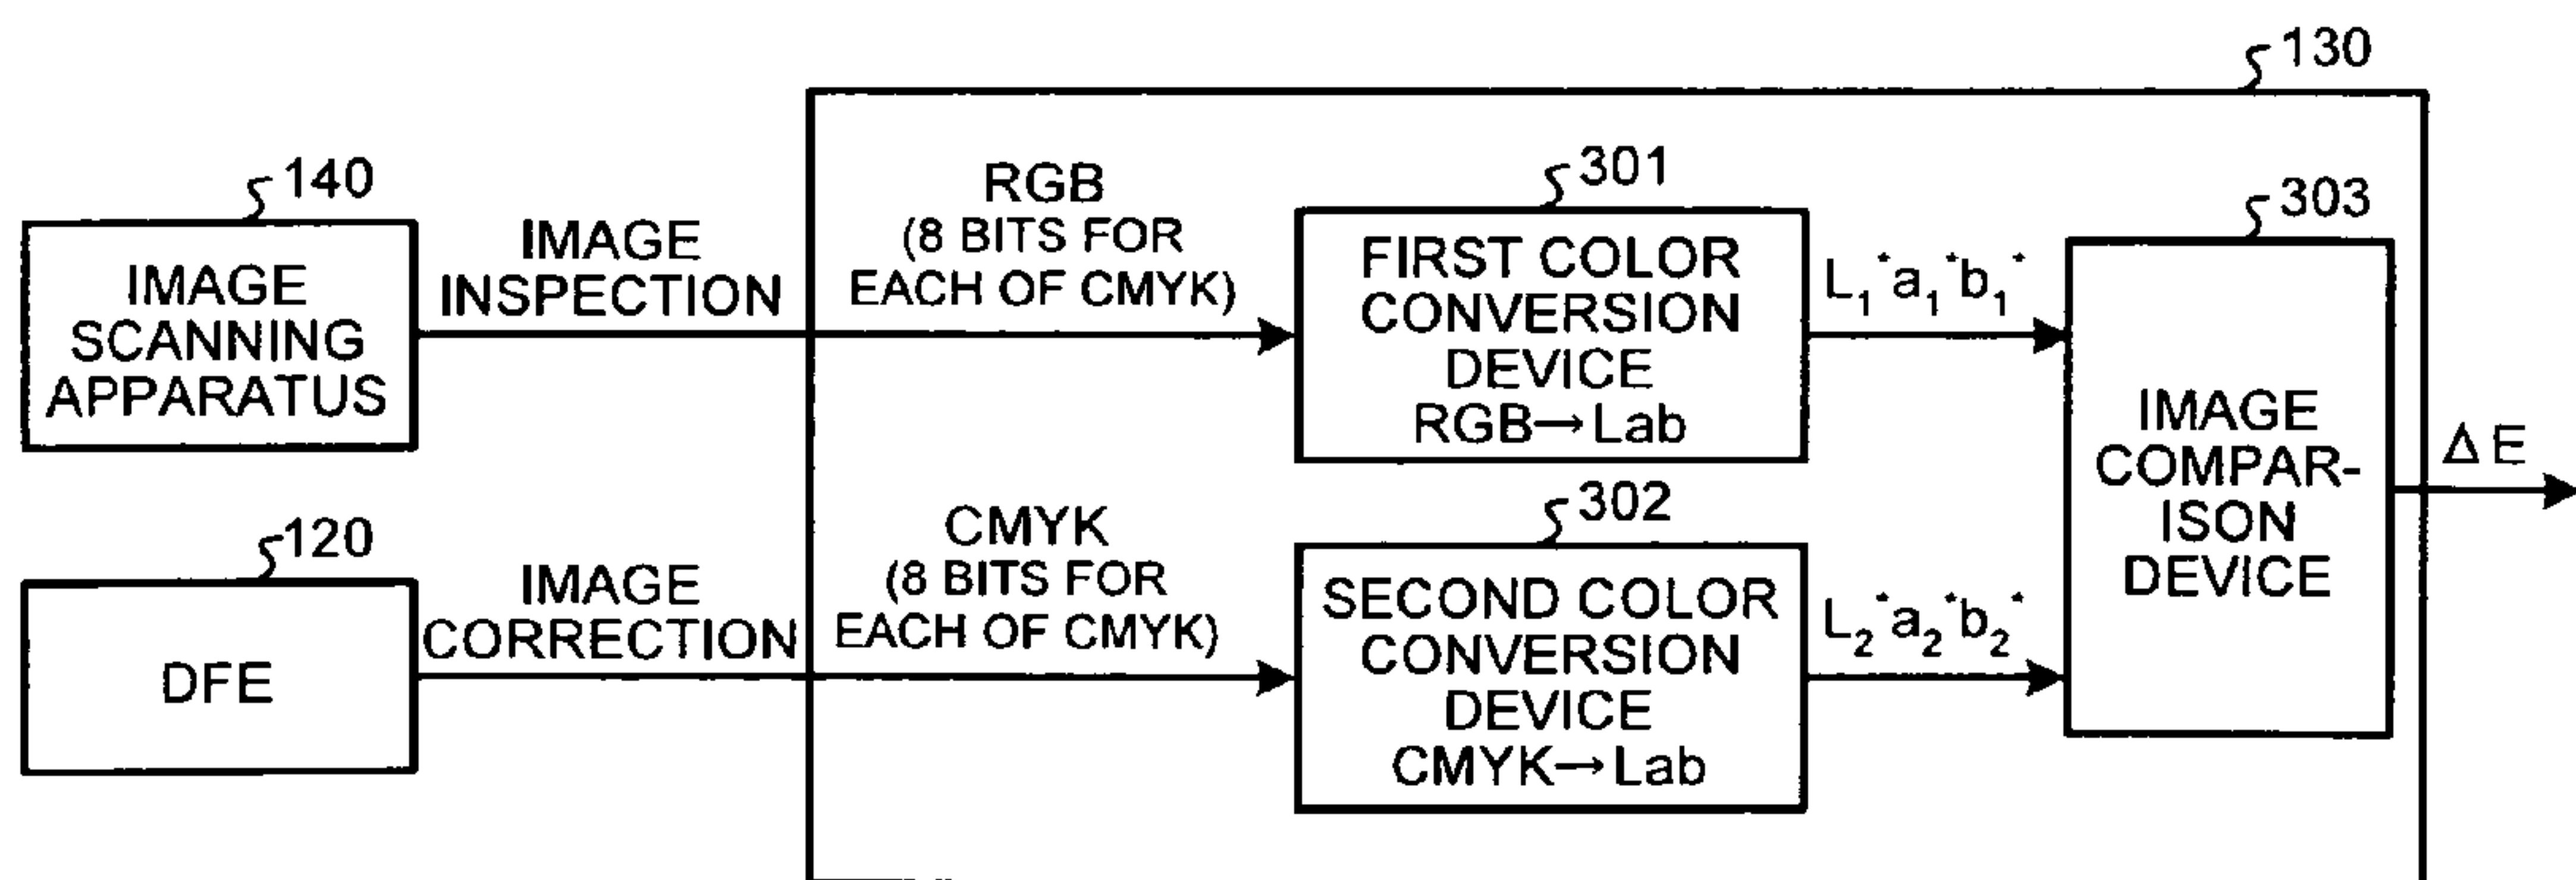 130
140
IMAGE
SCANNING
APPARATUS
IMAGE
INSPECTION
RGB
(8 BITS FOR
EACH OF CMYK)
301
FIRST COLOR
CONVERSION
DEVICE
RGB→Lab
L₁*a₁*b₁*
303
IMAGE
COMPAR-
ISON
DEVICE
ΔE
120
DFE
IMAGE
CORRECTION
CMYK
(8 BITS FOR
EACH OF CMYK)
302
SECOND COLOR
CONVERSION
DEVICE
CMYK→Lab
L₂*a₂*b₂*